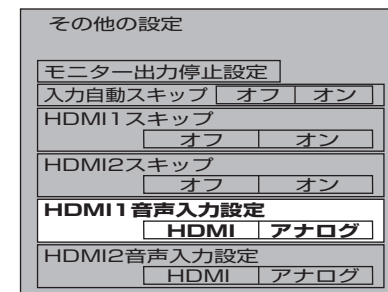 その他の設定
モニター出力停止設定
入力自動スキップ オフ オン
HDMI1スキップ
オフ オン
HDMI2スキップ
オフ オン
HDMI1音声入力設定
HDMI アナログ
HDMI2音声入力設定
HDMI アナログ